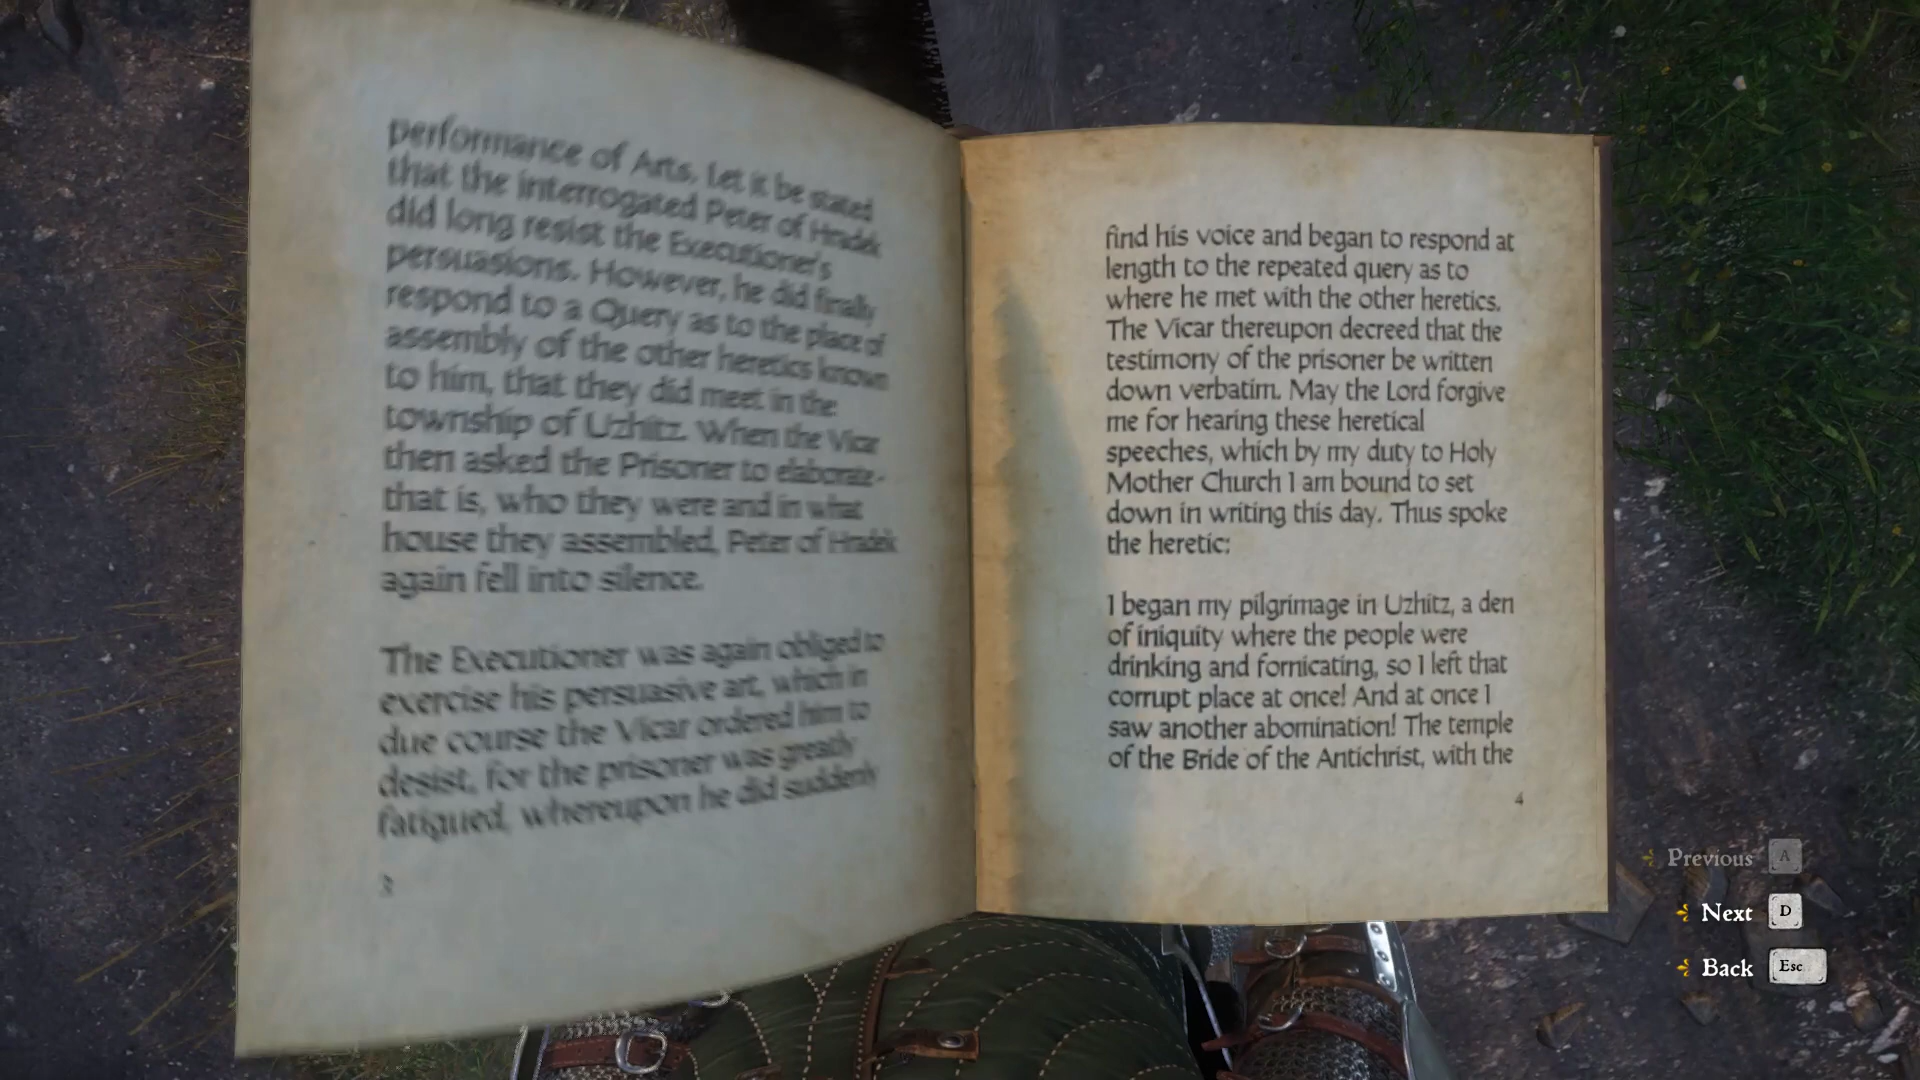 performance of Arts. Let it be stated
that the interrogated Peter of Hradek
did long resist the Executioner's
persuasions. However, he did finally
respond to a Query as to the place of
assembly of the other heretics known
to him, that they did meet in the
township of Uzhitz. When the Vicar
then asked the Prisoner to elaborate -
that is, who they were and in what
house they assembled, Peter of Hradek
again fell into silence.
The Executioner was again obliged to
exercise his persuasive art, which in
due course the Vicar ordered him to
desist, for the prisoner was greatly
fatigued, whereupon he did suddenly
3
find his voice and began to respond at
length to the repeated query as to
where he met with the other heretics.
The Vicar thereupon decreed that the
testimony of the prisoner be written
down verbatim. May the Lord forgive
me for hearing these heretical
speeches, which by my duty to Holy
Mother Church I am bound to set
down in writing this day. Thus spoke
the heretic:
I began my pilgrimage in Uzhitz, a den
of iniquity where the people were
drinking and fornicating, so I left that
corrupt place at once! And at once I
saw another abomination! The temple
of the Bride of the Antichrist, with the
4
Previous A
Next D
Back Esc